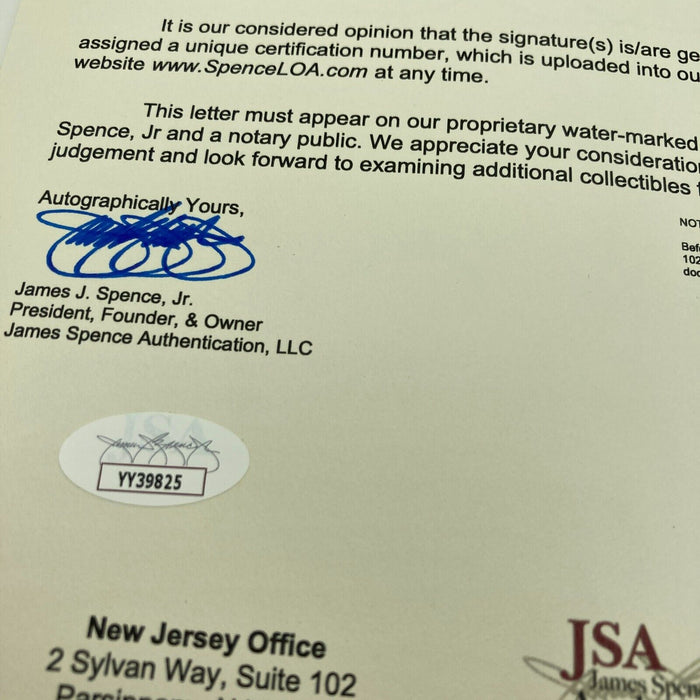 It is our considered opinion that the signature(s) is/are
assigned a unique certification number, which is uploaded into
website www.SpenceLOA.com at any time.
This letter must appear on our proprietary water-marked
Spence, Jr and a notary public. We appreciate your
judgement and look forward to examining additional collectibles
Autographically Yours,
James J. Spence, Jr.
President, Founder, & Owner
James Spence Authentication, LLC
YY39825
New Jersey Office
2 Sylvan Way, Suite 102
JSA
James